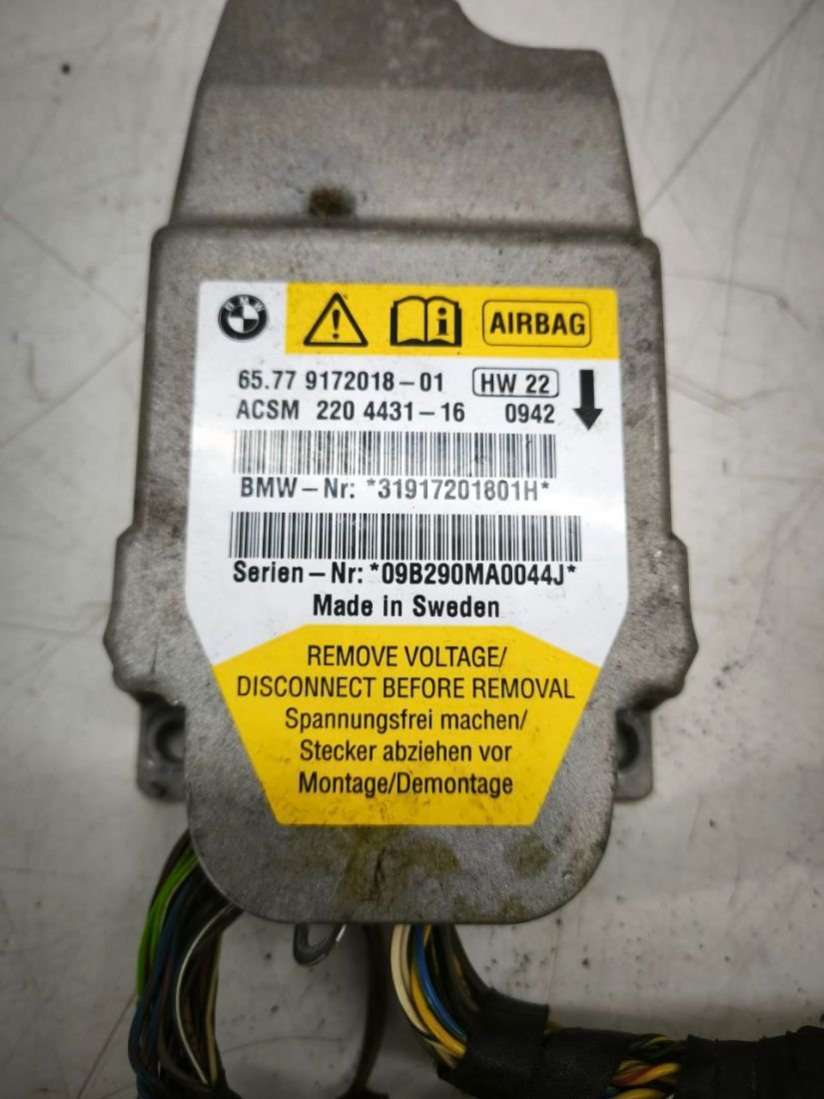 BMW
AIRBAG
65.77 9172018-01 HW 22
ACSM 220 4431-16 0942
BMW-Nr: *31917201801H*
Serien-Nr: *09B290MA0044J*
Made in Sweden
REMOVE VOLTAGE/
DISCONNECT BEFORE REMOVAL
Spannungsfrei machen/
Stecker abziehen vor
Montage/Demontage